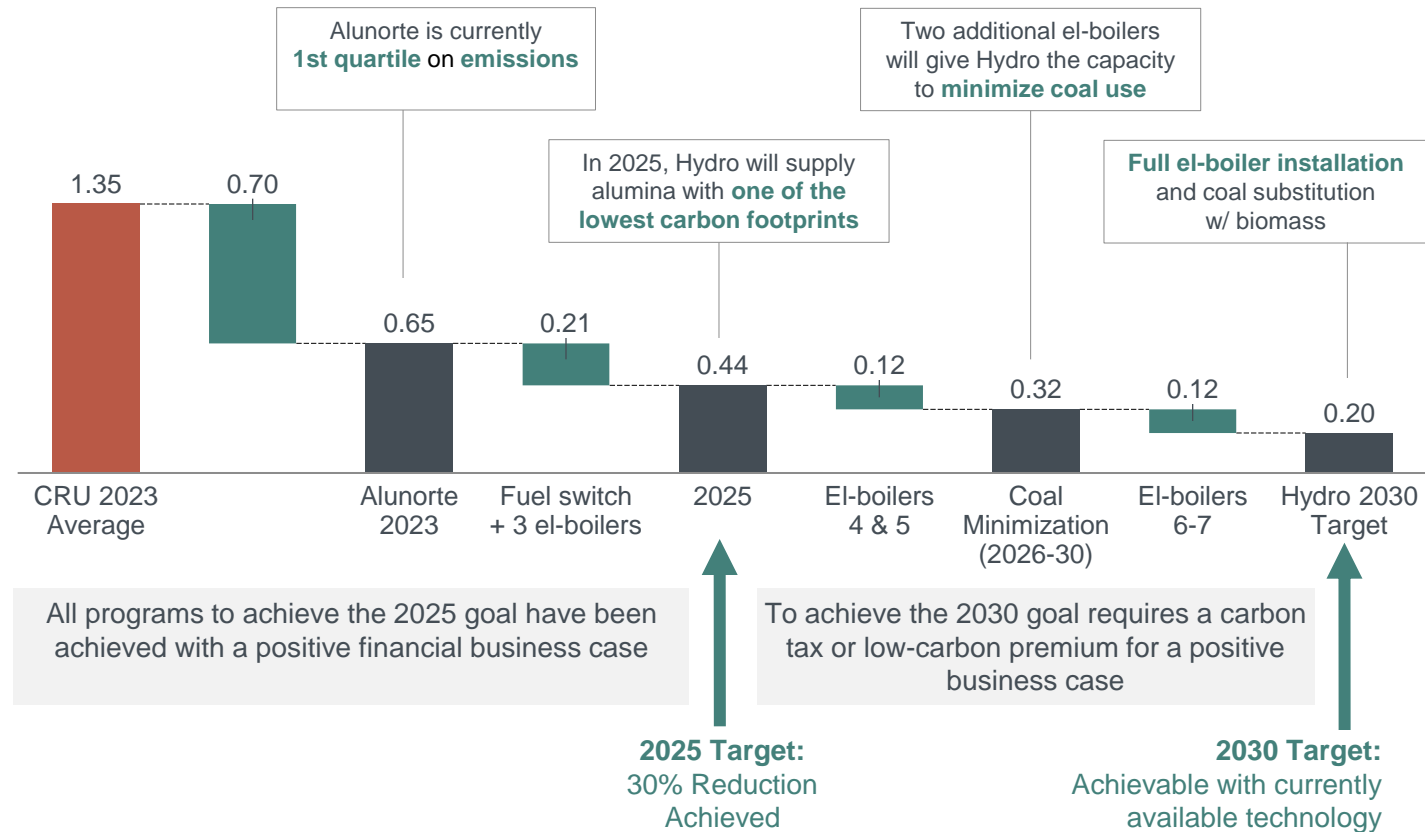 Alunorte is currently
1st quartile on emissions
Two additional el-boilers
will give Hydro the capacity
to minimize coal use
In 2025, Hydro will supply
alumina with one of the
lowest carbon footprints
Full el-boiler installation
and coal substitution
w/ biomass
1.35
0.70
0.65
0.21
0.44
0.12
0.32
0.12
0.20
CRU 2023
Average
Alunorte
2023
Fuel switch
+ 3 el-boilers
2025
El-boilers
4 & 5
Coal
Minimization
(2026-30)
El-boilers
6-7
Hydro 2030
Target
All programs to achieve the 2025 goal have been
achieved with a positive financial business case
To achieve the 2030 goal requires a carbon
tax or low-carbon premium for a positive
business case
2025 Target:
30% Reduction
Achieved
2030 Target:
Achievable with currently
available technology